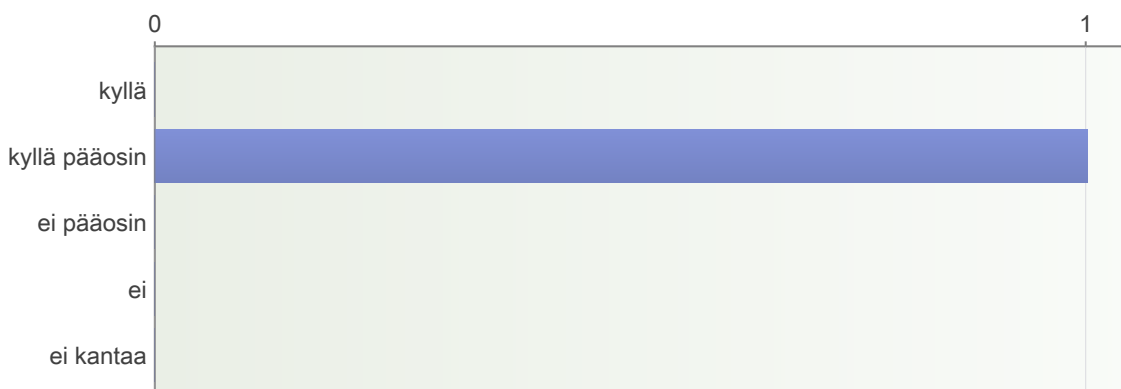 0 1
kyllä
kyllä pääosin
ei pääosin
ei
ei kantaa